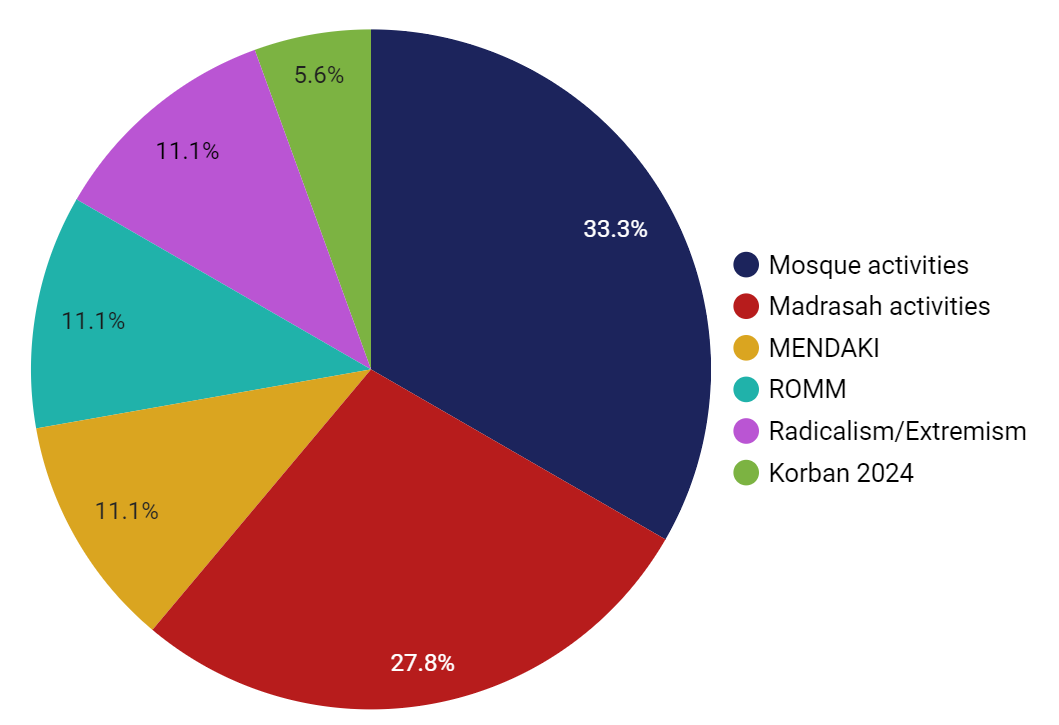 5.6%
11.1%
33.3%
11.1%
11.1%
27.8%
Mosque activities
Madrasah activities
MENDAKI
ROMM
Radicalism/Extremism
Korban 2024